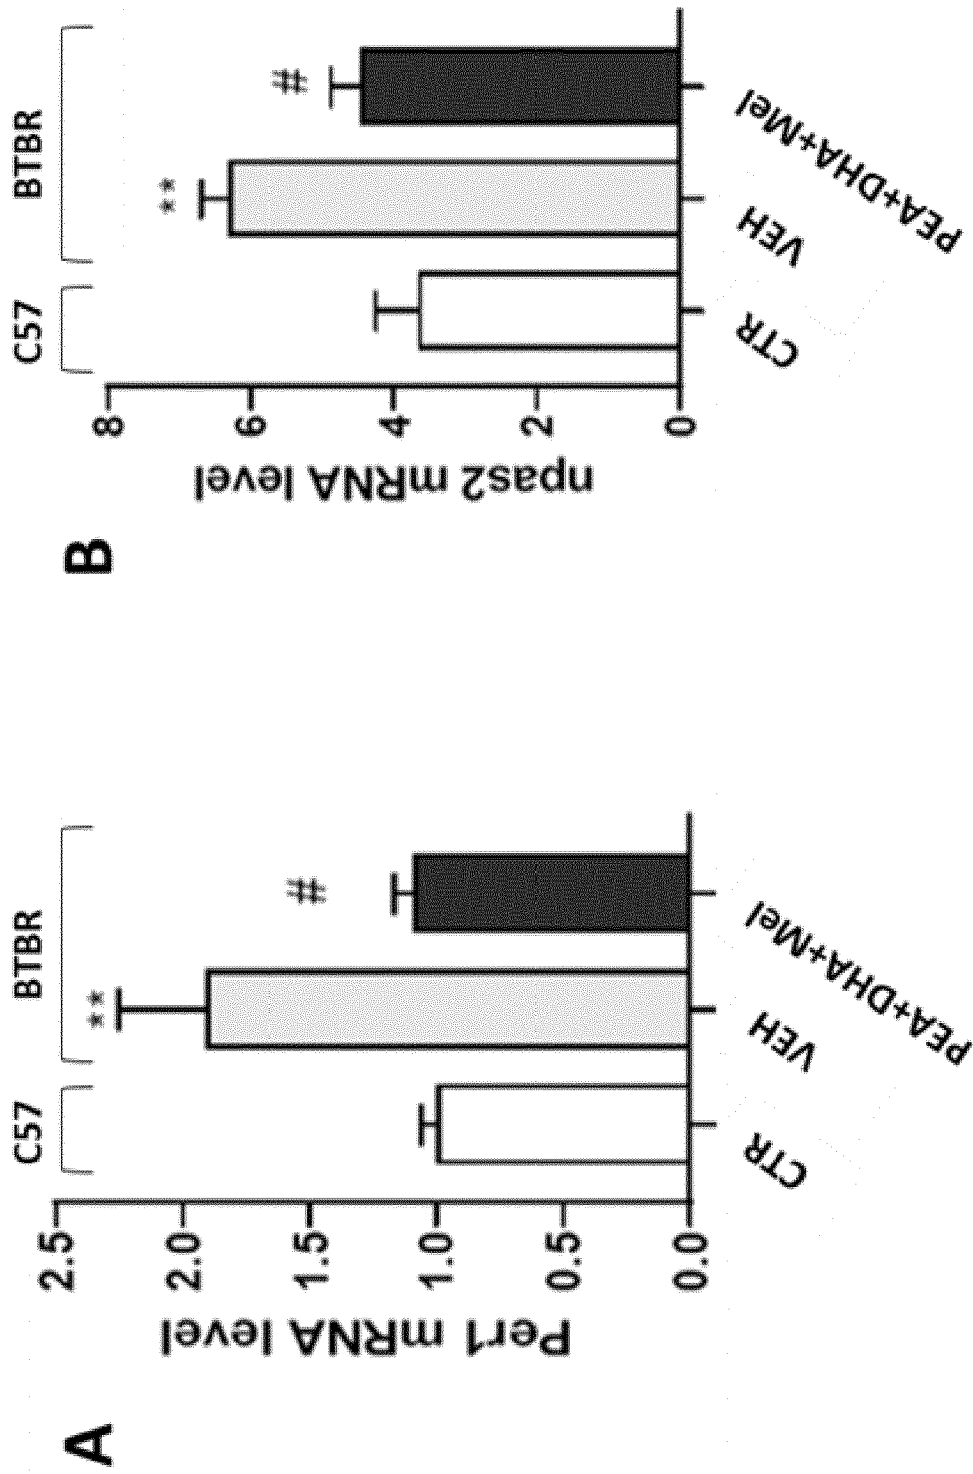 A
C57
BTBR
Per1 mRNA level
2.5
2.0
1.5
1.0
0.5
0.0
**
#
CTR
VEH
PEA+DHA+Mel
B
C57
BTBR
npas2 mRNA level
8
6
4
2
0
**
#
CTR
VEH
PEA+DHA+Mel